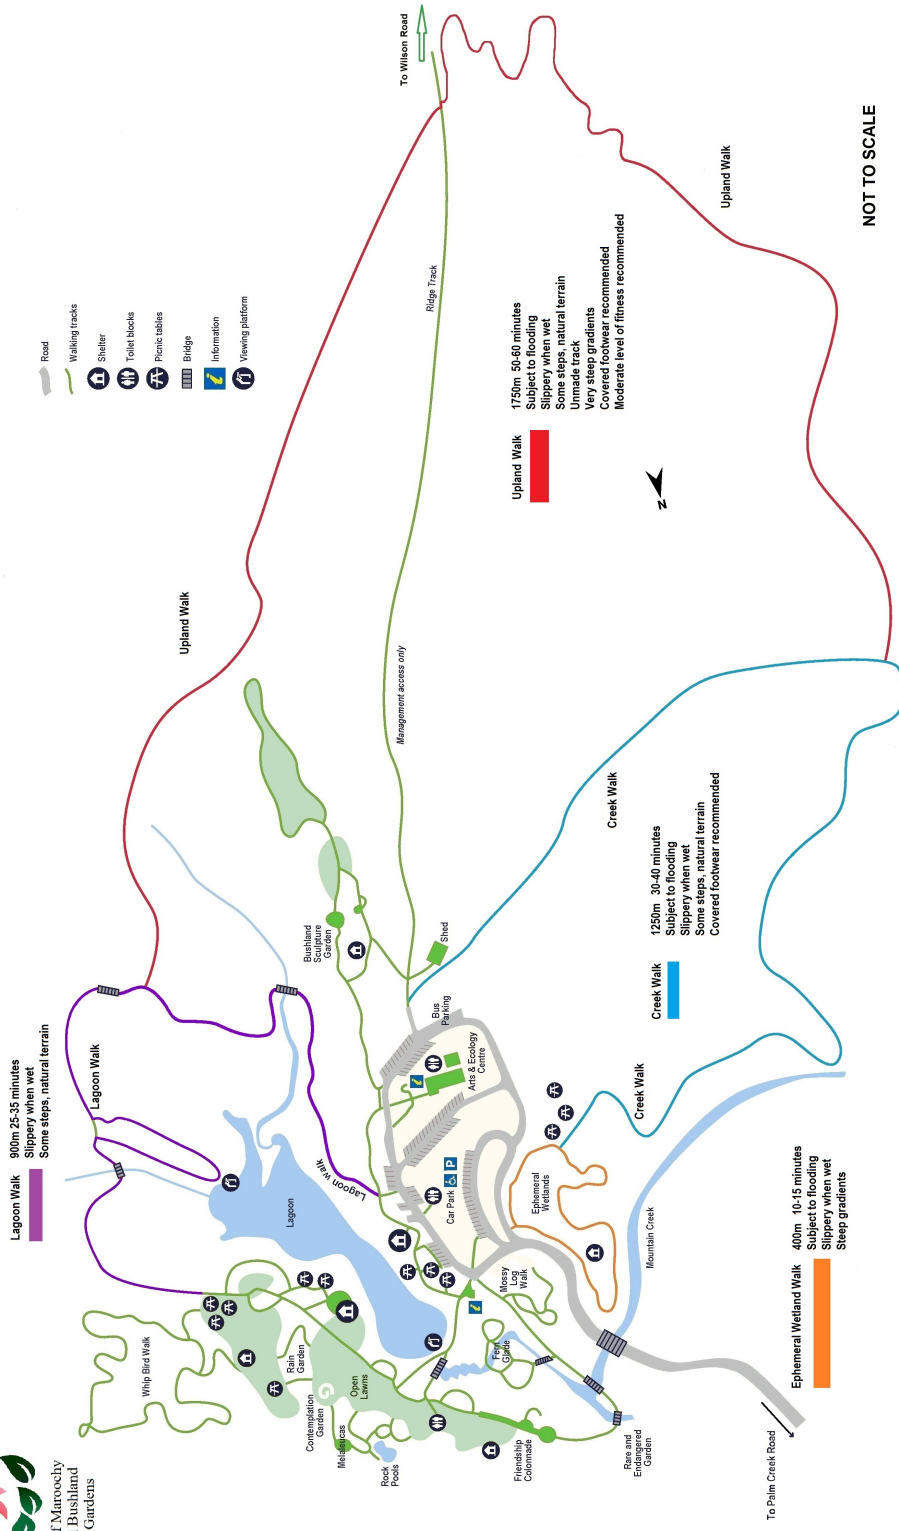 f Maroochy
Bushland
Gardens
Lagoon Walk
900m 25-35 minutes
Slippery when wet
Some steps, natural terrain
Road
Walking tracks
Shelter
Toilet blocks
Picnic tables
Bridge
Information
Viewing platform
To Wilson Road
Lagoon Walk
Upland Walk
Whip Bird Walk
Lagoon
Lagoon walk
Bushland
Sculpture
Garden
Ridge Track
Management access only
Rain
Garden
Contemplation
Garden
G
Open
Lawns
Melaleucas
Rock
Pools
Bus
Parking
Shed
i
Arts & Ecology
Centre
P
Car Park
i
Mossy
Log
Walk
Fern
Glade
Friendship
Colonnade
Rare and
Endangered
Garden
Ephemeral
Wetlands
Mountain Creek
Creek Walk
Creek Walk
Upland Walk
1750m 50-60 minutes
Subject to flooding
Slippery when wet
Some steps, natural terrain
Unmade track
Very steep gradients
Covered footwear recommended
Moderate level of fitness recommended
N
Upland Walk
Creek Walk
1250m 30-40 minutes
Subject to flooding
Slippery when wet
Some steps, natural terrain
Covered footwear recommended
Ephemeral Wetland Walk
400m 10-15 minutes
Subject to flooding
Slippery when wet
Steep gradients
To Palm Creek Road
NOT TO SCALE